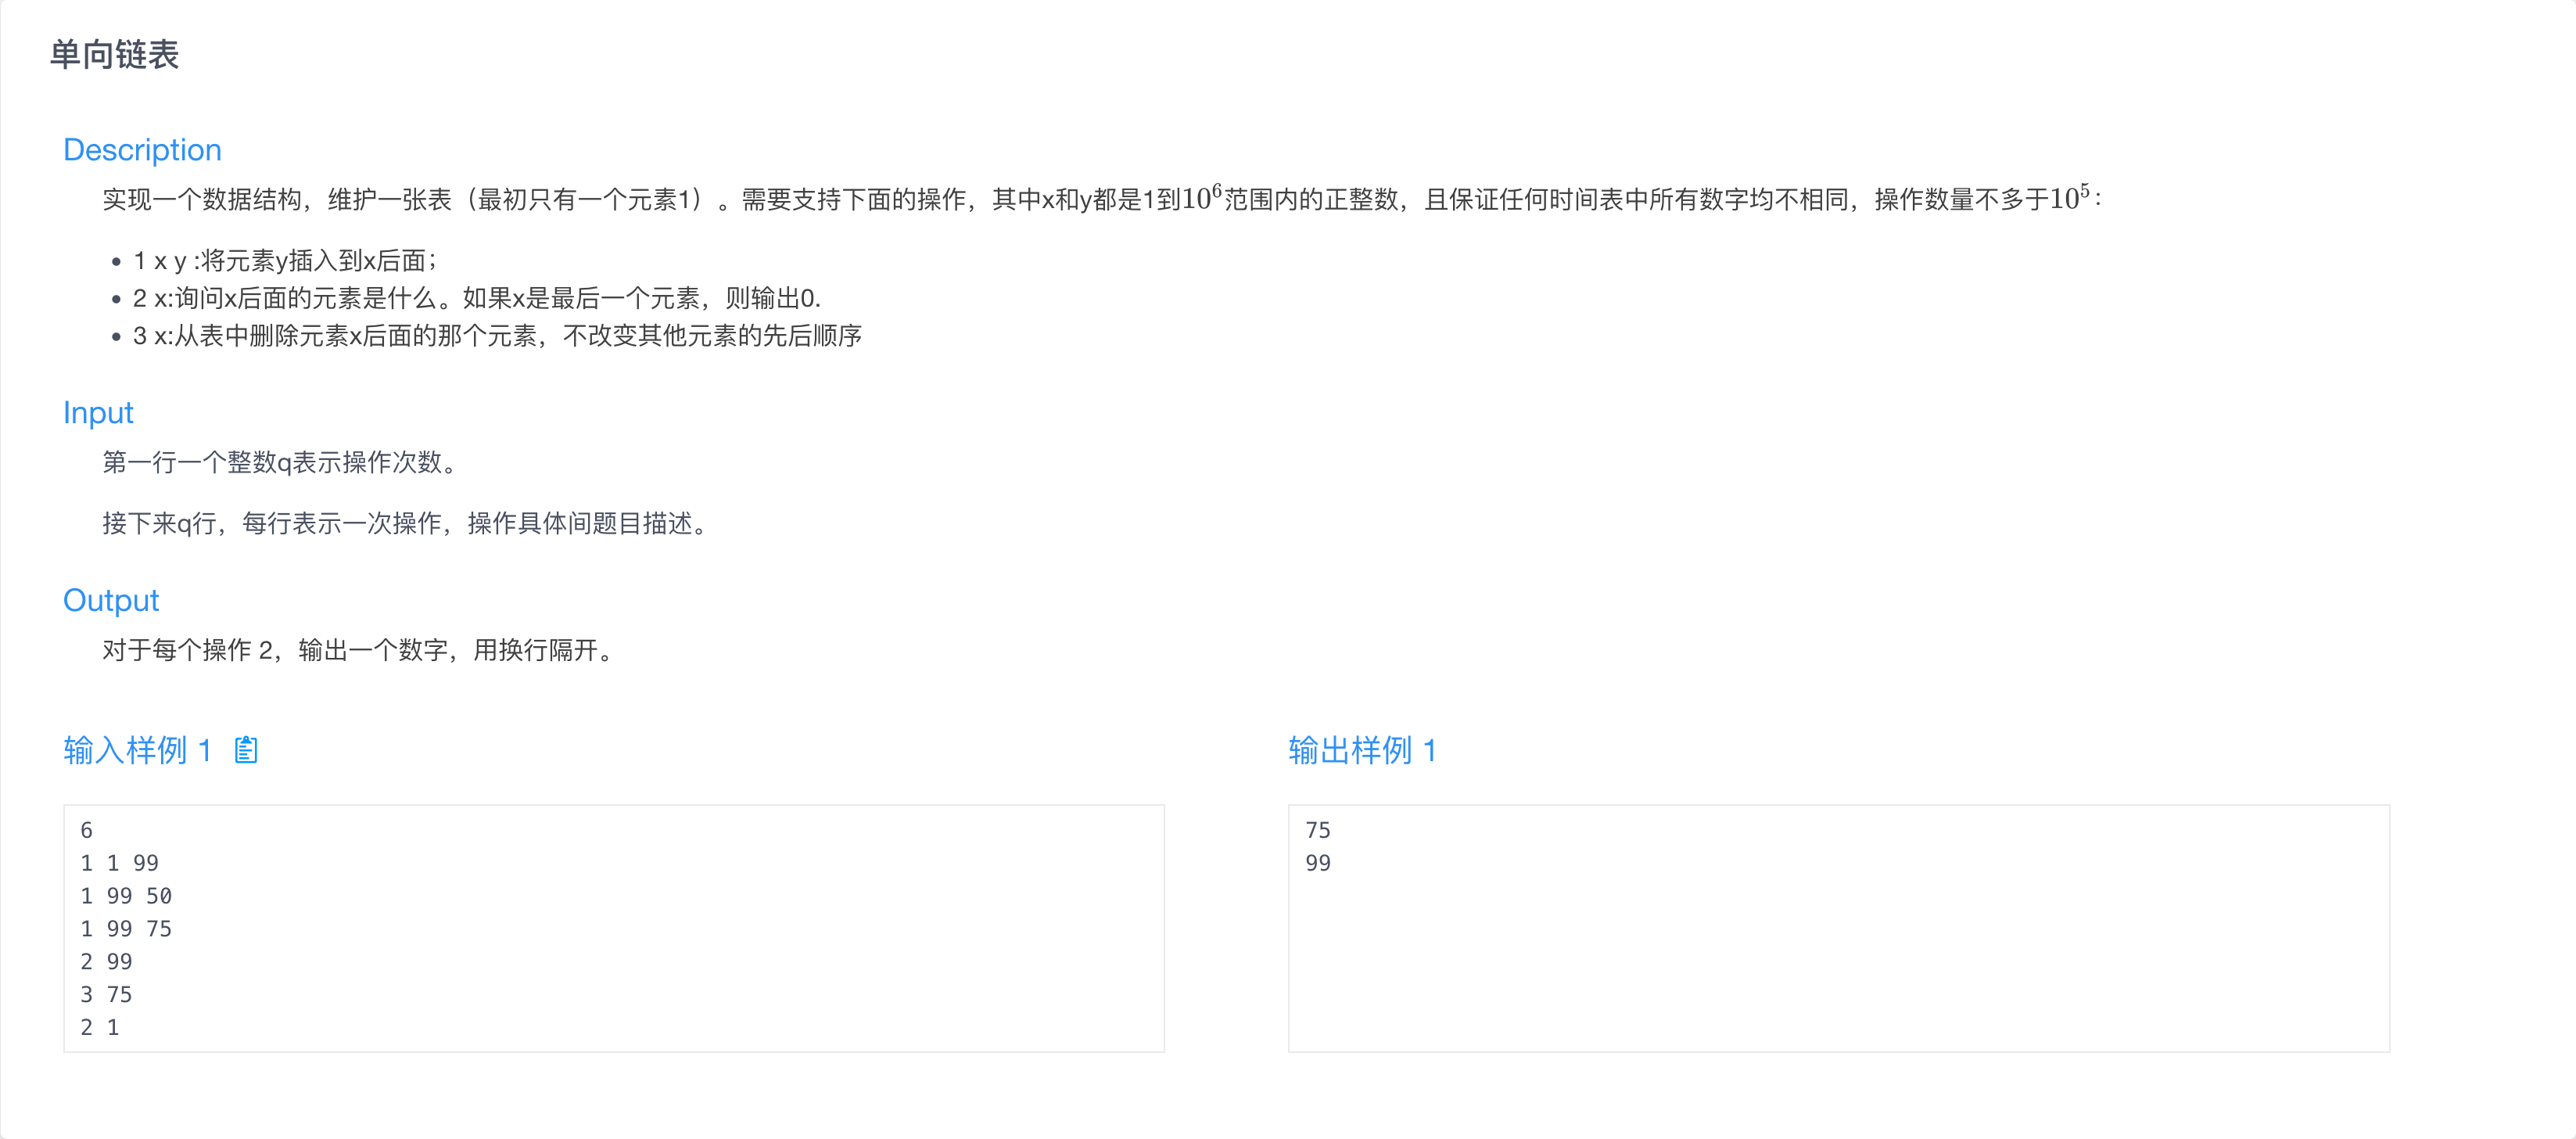 单向链表
Description
实现一个数据结构，维护一张表（最初只有一个元素1）。需要支持下面的操作，其中x和y都是1到10^6范围内的正整数，且保证任何时间表中所有数字均不相同，操作数量不多于10^5：
• 1 x y :将元素y插入到x后面；
• 2 x:询问x后面的元素是什么。如果x是最后一个元素，则输出0.
• 3 x:从表中删除元素x后面的那个元素，不改变其他元素的先后顺序
Input
第一行一个整数q表示操作次数。
接下来q行，每行表示一次操作，操作具体间题目描述。
Output
对于每个操作 2，输出一个数字，用换行隔开。
输入样例 1
6
1 1 99
1 99 50
1 99 75
2 99
3 75
2 1
输出样例 1
75
99